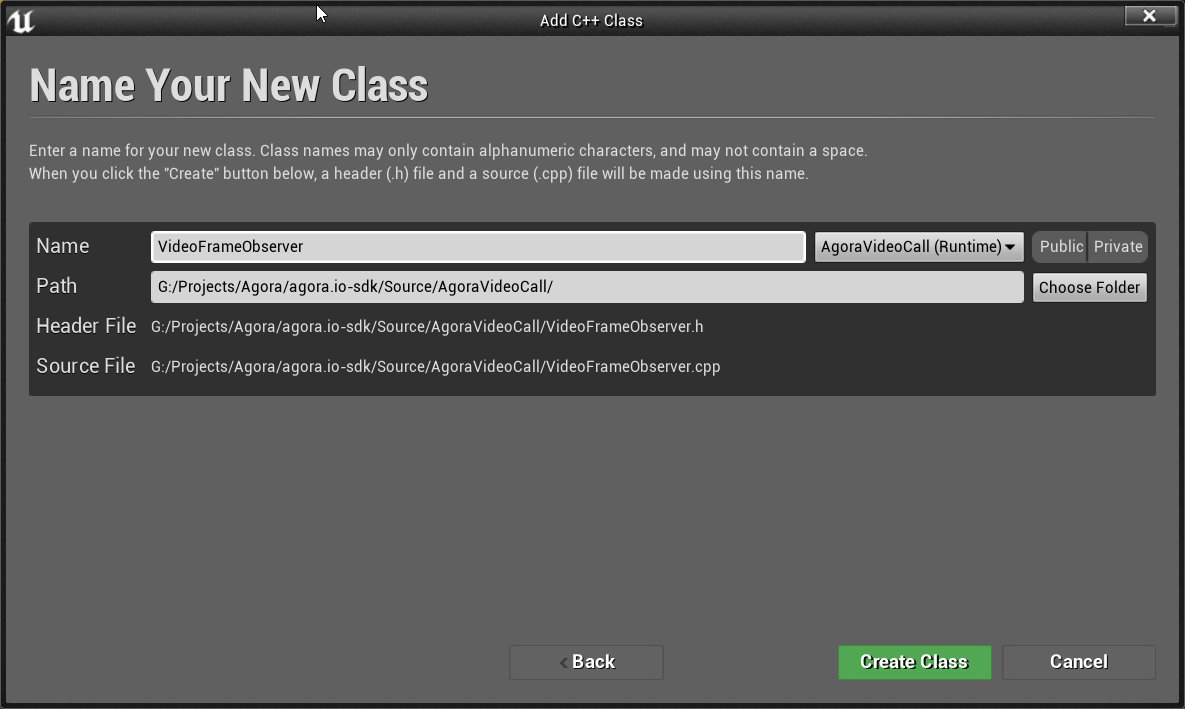 Add C++ Class
Name Your New Class
Enter a name for your new class. Class names may only contain alphanumeric characters, and may not contain a space.
When you click the "Create" button below, a header (.h) file and a source (.cpp) file will be made using this name.
Name VideoFrameObserver AgoraVideoCall (Runtime) Public Private
Path G:/Projects/Agora/agora.io-sdk/Source/AgoraVideoCall/ Choose Folder
Header File G:/Projects/Agora/agora.io-sdk/Source/AgoraVideoCall/VideoFrameObserver.h
Source File G:/Projects/Agora/agora.io-sdk/Source/AgoraVideoCall/VideoFrameObserver.cpp
Back Create Class Cancel